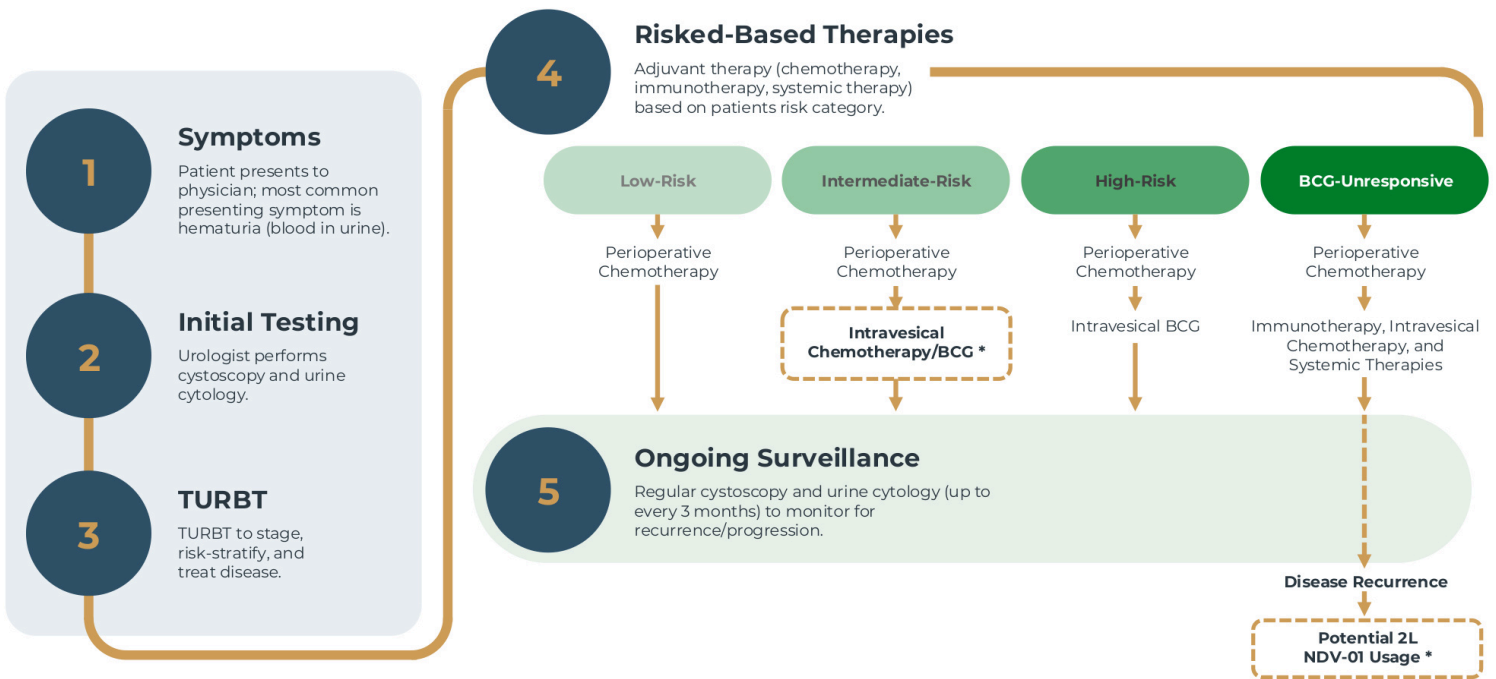 1
Symptoms
Patient presents to
physician; most common
presenting symptom is
hematuria (blood in urine).
2
Initial Testing
Urologist performs
cystoscopy and urine
cytology.
3
TURBT
TURBT to stage,
risk-stratify, and
treat disease.
4
Risked-Based Therapies
Adjuvant therapy (chemotherapy,
immunotherapy, systemic therapy)
based on patients risk category.
Low-Risk
Perioperative
Chemotherapy
Intermediate-Risk
Perioperative
Chemotherapy
Intravesical
Chemotherapy/BCG *
High-Risk
Perioperative
Chemotherapy
Intravesical BCG
BCG-Unresponsive
Perioperative
Chemotherapy
Immunotherapy, Intravesical
Chemotherapy, and
Systemic Therapies
5
Ongoing Surveillance
Regular cystoscopy and urine cytology (up to
every 3 months) to monitor for
recurrence/progression.
Disease Recurrence
Potential 2L
NDV-01 Usage *